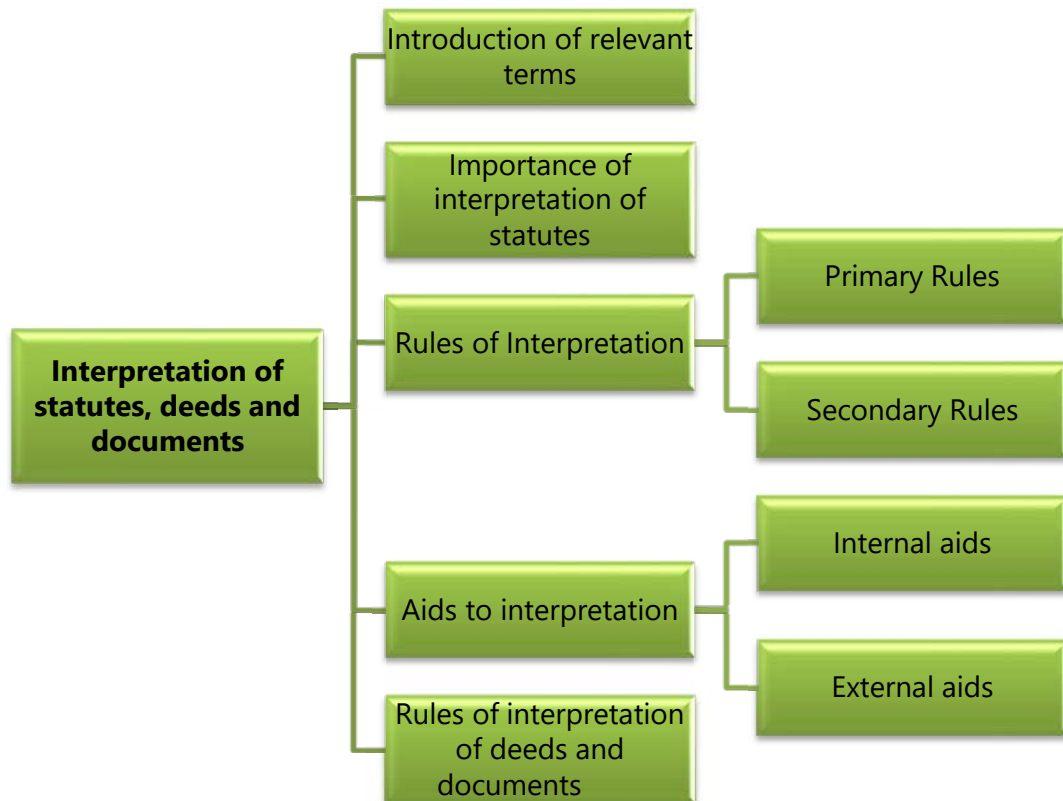 Introduction of relevant
terms
Importance of
interpretation of
statutes
Primary Rules
Rules of Interpretation
Interpretation of
statutes, deeds and
documents
Secondary Rules
Internal aids
Aids to interpretation
External aids
Rules of interpretation
of deeds and
documents